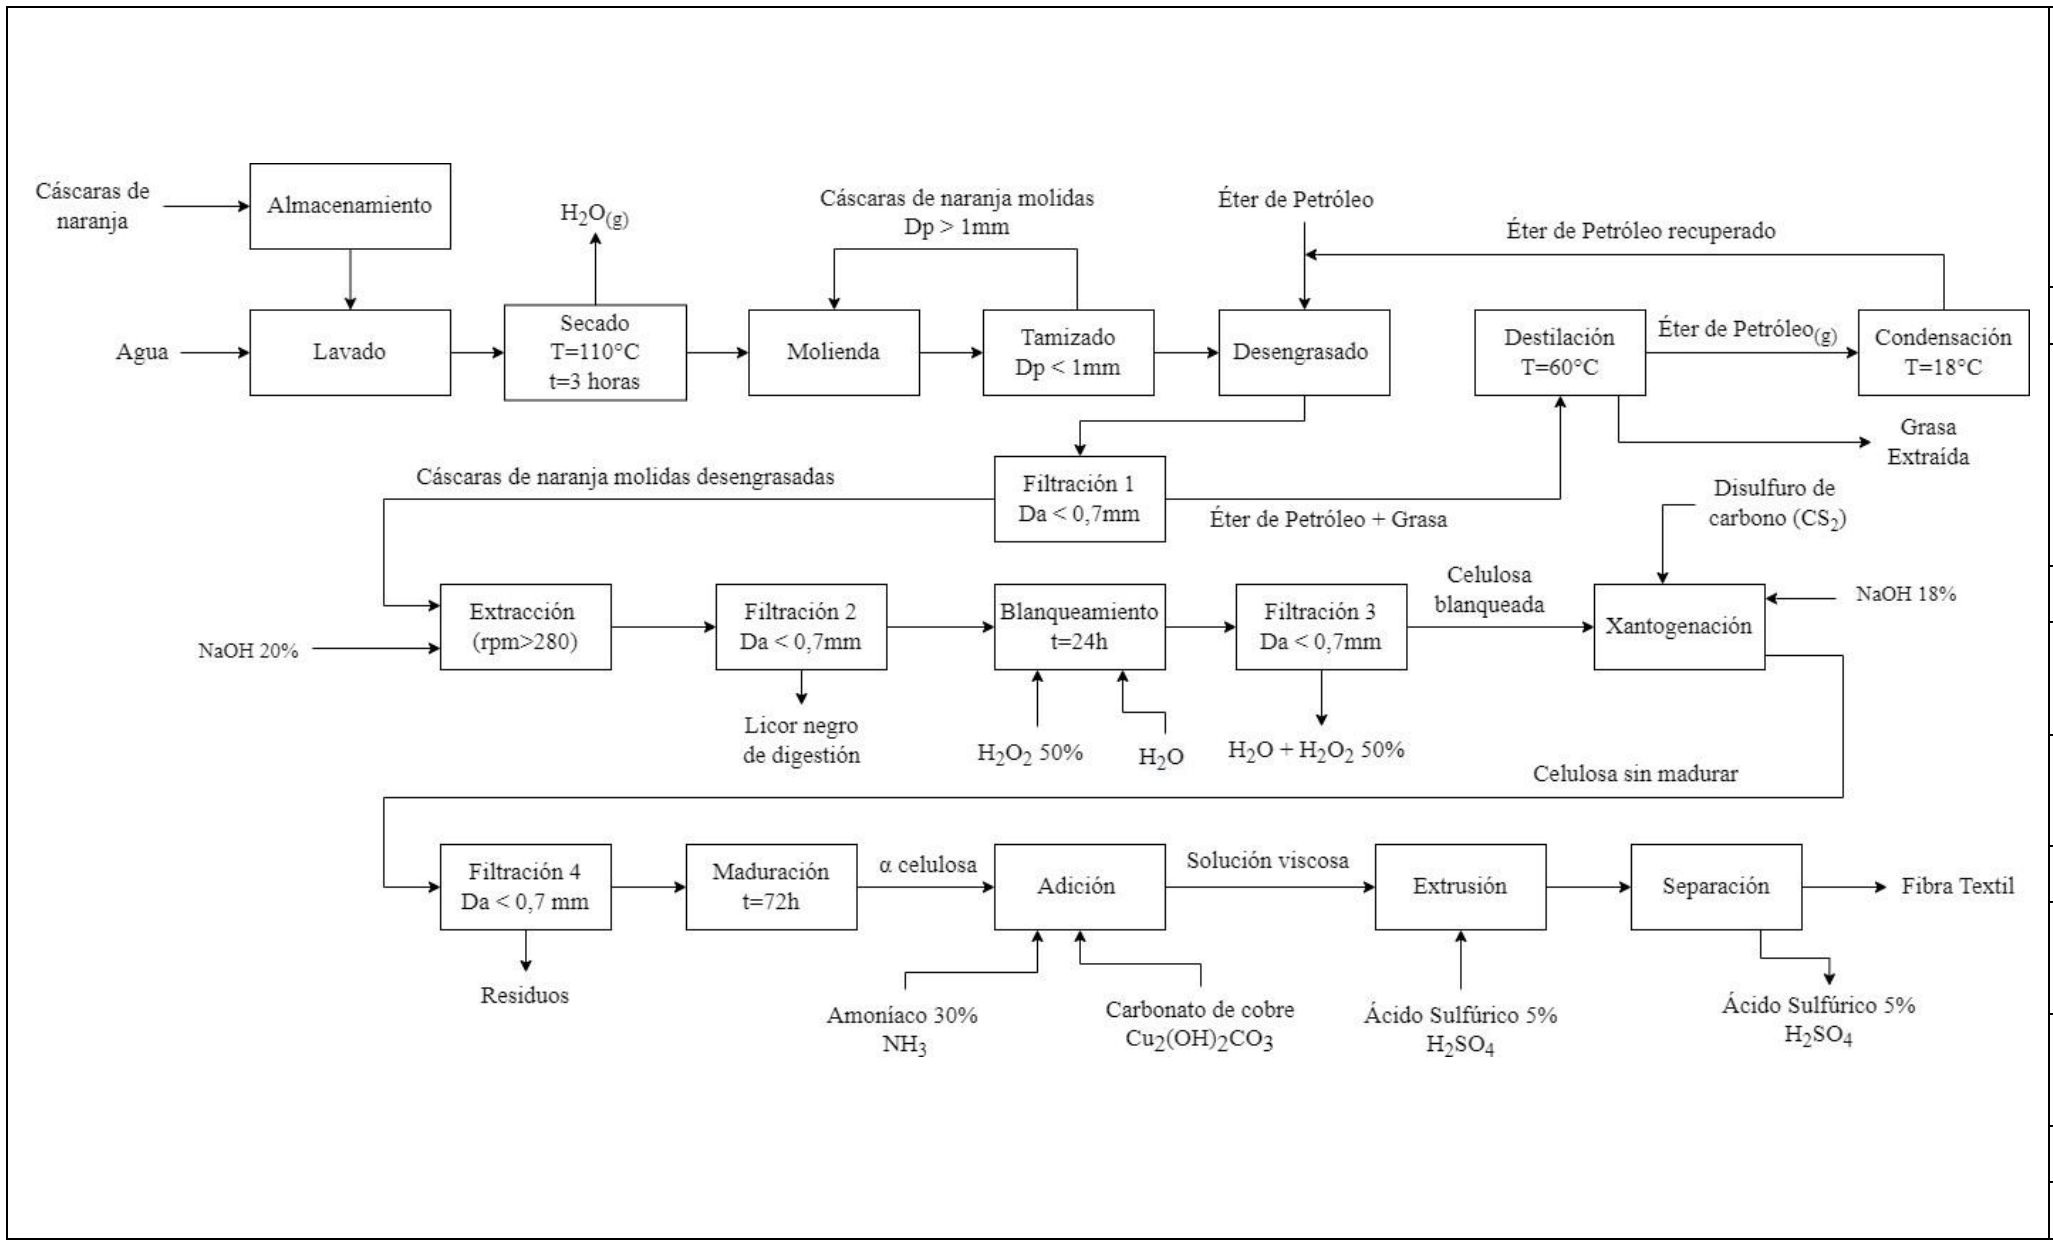 Cáscaras de
naranja
Almacenamiento
Agua
Lavado
H2O(g)
Secado
T=110°C
t=3 horas
Molienda
Cáscaras de naranja molidas
Dp > 1mm
Tamizado
Dp < 1mm
Éter de Petróleo
Desengrasado
Éter de Petróleo recuperado
Destilación
T=60°C
Éter de Petróleo(g)
Condensación
T=18°C
Grasa
Extraída
Filtración 1
Da < 0,7mm
Cáscaras de naranja molidas desengrasadas
Éter de Petróleo + Grasa
NaOH 20%
Extracción
(rpm>280)
Filtración 2
Da < 0,7mm
Licor negro
de digestión
Blanqueamiento
t=24h
H2O2 50%
H2O
Filtración 3
Da < 0,7mm
H2O + H2O2 50%
Celulosa
blanqueada
Disulfuro de
carbono (CS2)
Xantogenación
NaOH 18%
Celulosa sin madurar
Filtración 4
Da < 0,7 mm
Residuos
Maduración
t=72h
α celulosa
Adición
Amoníaco 30%
NH3
Carbonato de cobre
Cu2(OH)2CO3
Solución viscosa
Extrusión
Ácido Sulfúrico 5%
H2SO4
Separación
Ácido Sulfúrico 5%
H2SO4
Fibra Textil